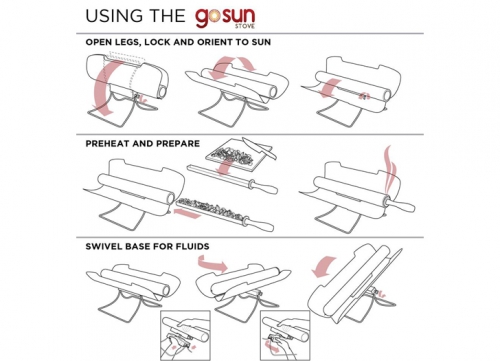 USING THE gosun
STOVE
OPEN LEGS, LOCK AND ORIENT TO SUN
PREHEAT AND PREPARE
SWIVEL BASE FOR FLUIDS